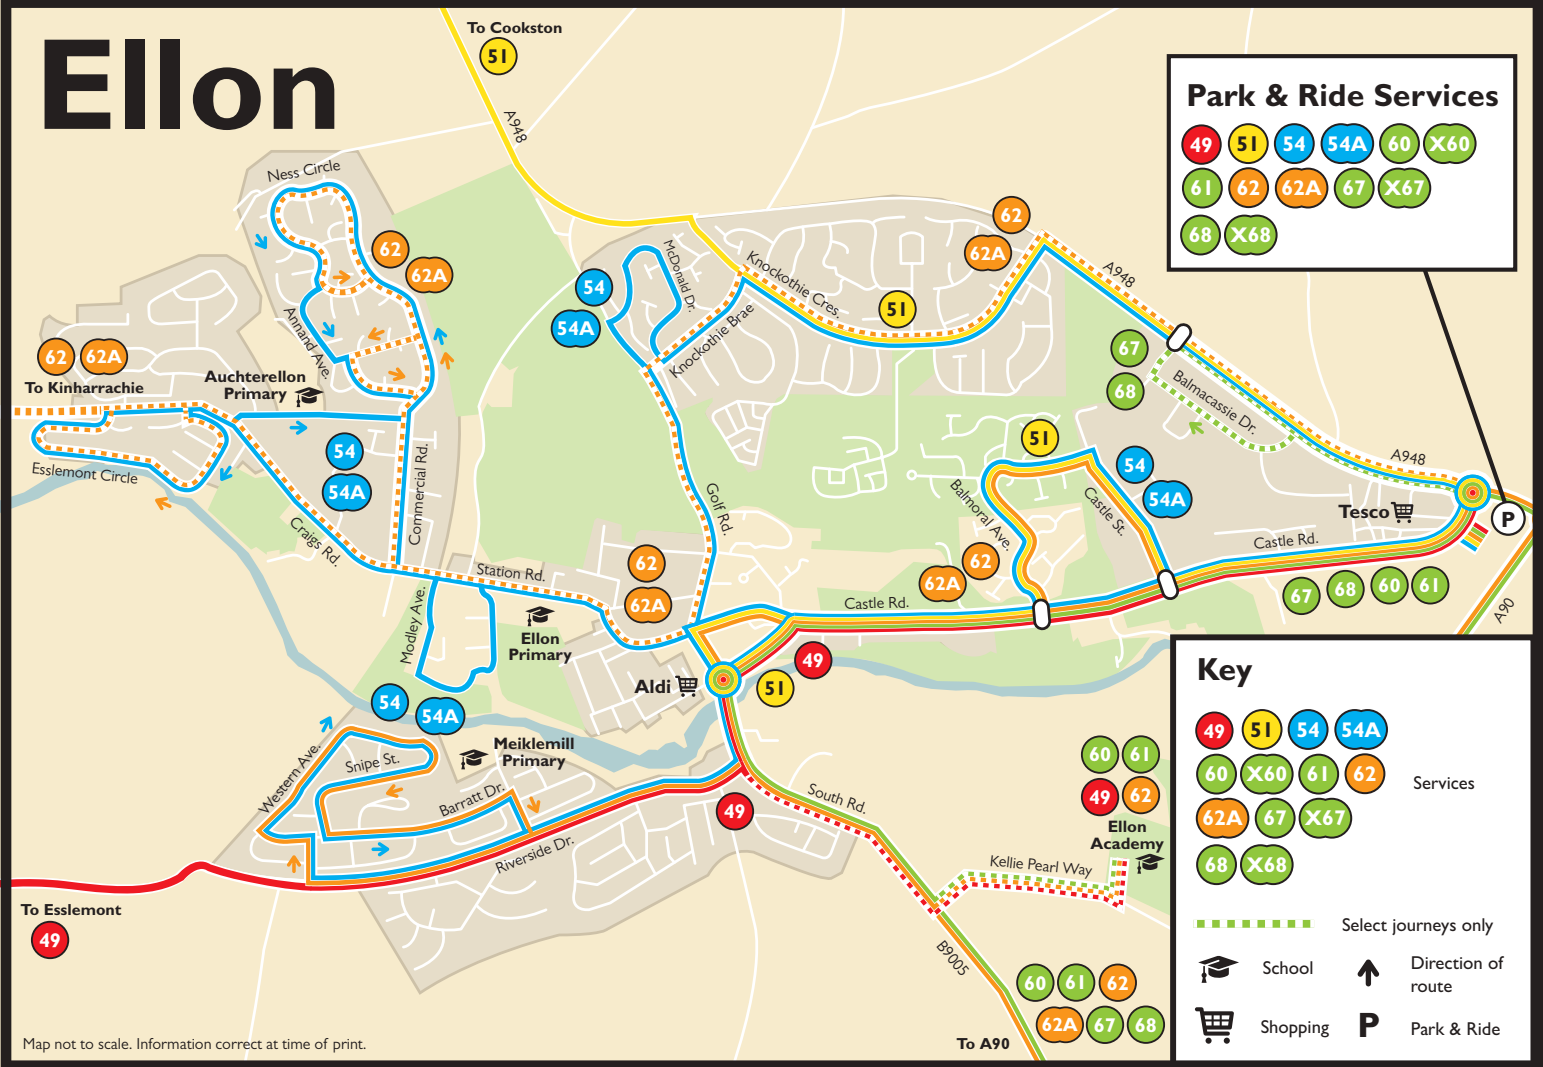 Ellon
To Cookston
51
A948
Park & Ride Services
49 51 54 54A 60 X60
61 62 62A 67 X67
68 X68
Ness Circle
62
62A
Annand Ave.
62 62A
To Kinharrachie
Auchterellon
Primary
Esslemont Circle
54
54A
Commercial Rd.
Craigs Rd.
54
54A
McDonald Dr.
Knockothie Brae
Knockothie Cres.
51
62
62A
A948
67
68
Balmacassie Dr.
A948
Tesco
P
51
54
54A
Balmoral Ave.
Castle St.
Castle Rd.
67 68 60 61
A90
Golf Rd.
62
62A
Station Rd.
Modley Ave.
Ellon
Primary
62
62A
Castle Rd.
49
51
Aldi
54
54A
Western Ave.
Snipe St.
Barratt Dr.
Meiklemill
Primary
Riverside Dr.
49
South Rd.
60 61
49 62
Ellon
Academy
Kellie Pearl Way
B9005
60 61 62
62A 67 68
To A90
To Esslemont
49
Map not to scale. Information correct at time of print.
Key
49 51 54 54A
60 X60 61 62
62A 67 X67
68 X68
Services
Select journeys only
School
Direction of
route
Shopping
P Park & Ride